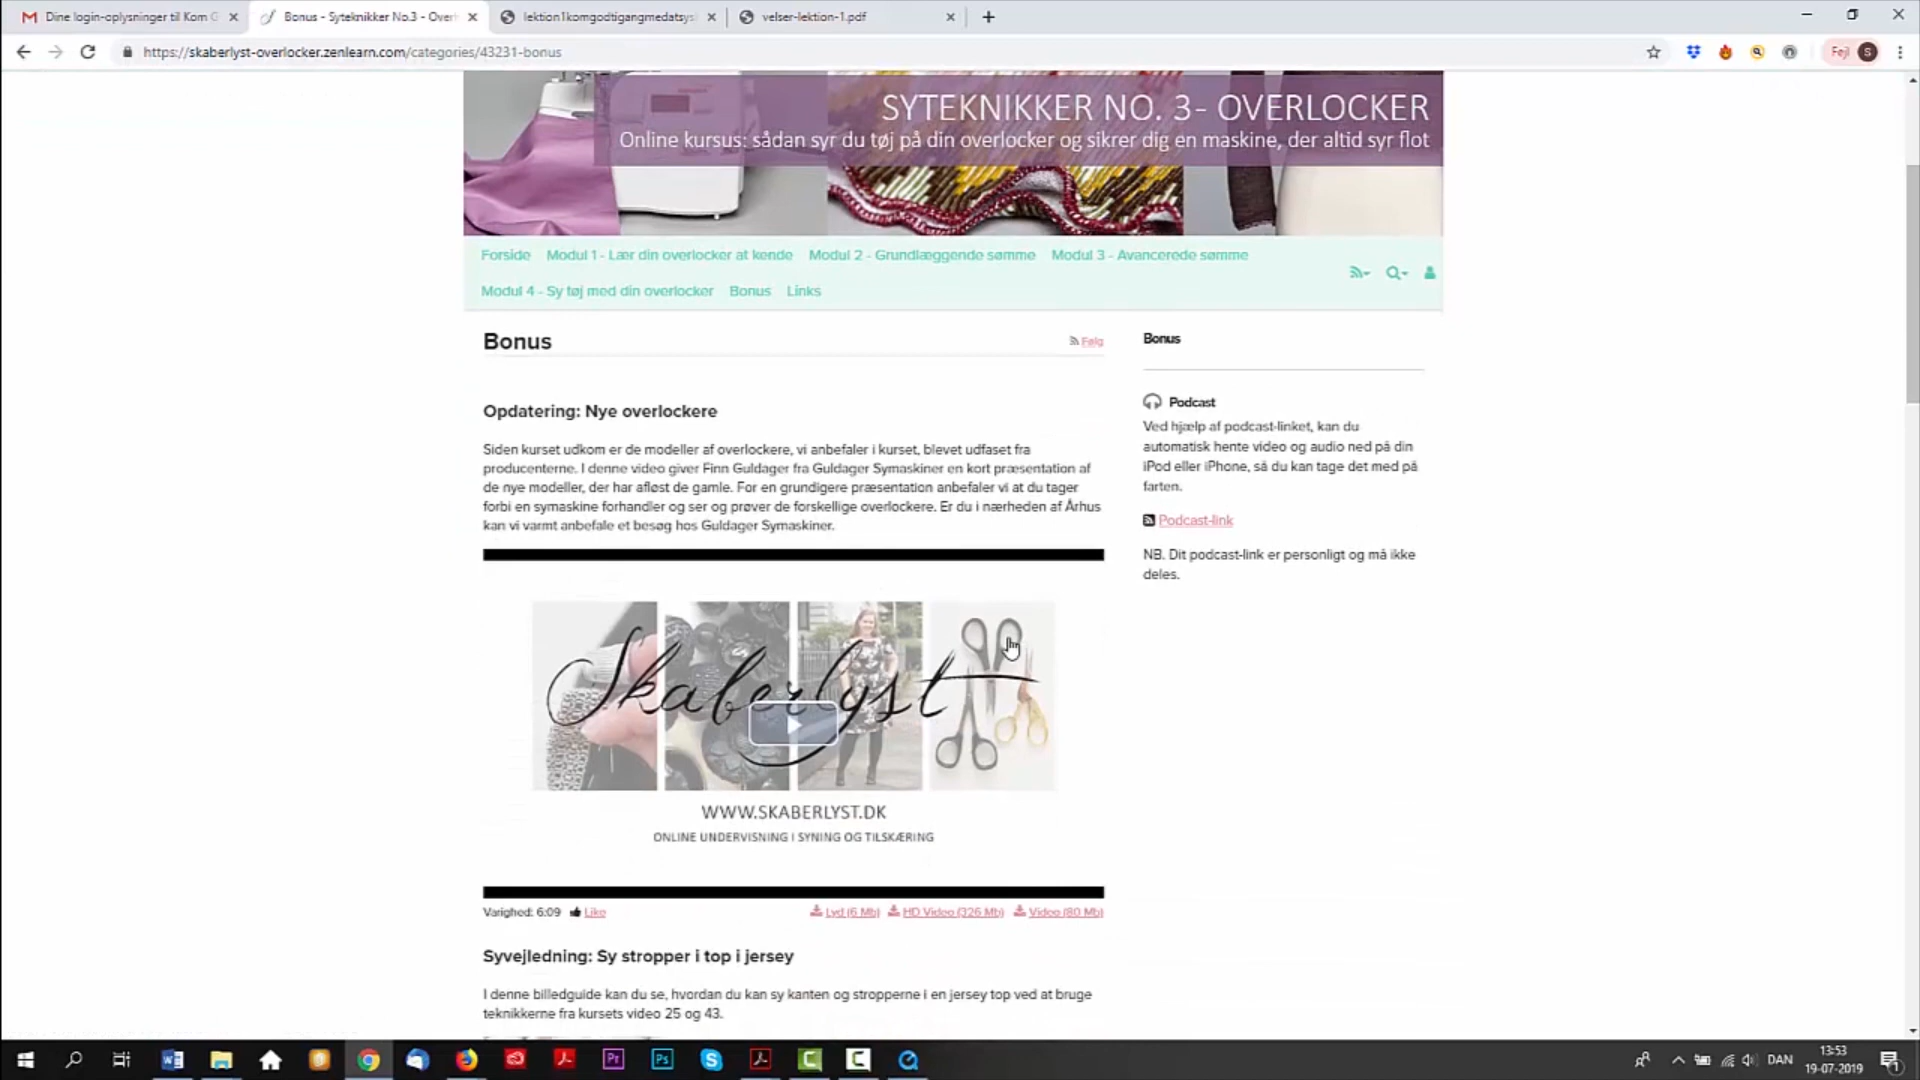 Dine login-oplysninger til Kom G
Bonus - Syteknikker No.3 - Over
lektion1komgodtigangmedatsys
velser-lektion-1.pdf
https://skaberlyst-overlocker.zenlearn.com/categories/43231-bonus
Fejl S
SYTEKNIKKER NO. 3- OVERLOCKER
Online kursus: sådan syr du tøj på din overlocker og sikrer dig en maskine, der altid syr flot
Forside Modul 1 - Lær din overlocker at kende Modul 2 - Grundlæggende sømme Modul 3 - Avancerede sømme
Modul 4 - Sy tøj med din overlocker Bonus Links
Bonus
Følg
Opdatering: Nye overlockere
Siden kurset udkom er de modeller af overlockere, vi anbefaler i kurset, blevet udfaset fra
producenterne. I denne video giver Finn Guldager fra Guldager Symaskiner en kort præsentation af
de nye modeller, der har afløst de gamle. For en grundigere præsentation anbefaler vi at du tager
forbi en symaskine forhandler og ser og prøver de forskellige overlockere. Er du i nærheden af Århus
kan vi varmt anbefale et besøg hos Guldager Symaskiner.
Skaberlyst
WWW.SKABERLYST.DK
ONLINE UNDERVISNING I SYNING OG TILSKÆRING
Varighed: 6:09 Like Lyd (6 Mb) HD Video (326 Mb) Video (80 Mb)
Syvejledning: Sy stropper i top i jersey
I denne billedguide kan du se, hvordan du kan sy kanten og stropperne i en jersey top ved at bruge
teknikkerne fra kursets video 25 og 43.
Bonus
Podcast
Ved hjælp af podcast-linket, kan du
automatisk hente video og audio ned på din
iPod eller iPhone, så du kan tage det med på
farten.
Podcast-link
NB. Dit podcast-link er personligt og må ikke
deles.
Pr
Ps
DAN
13:53
19-07-2019
1